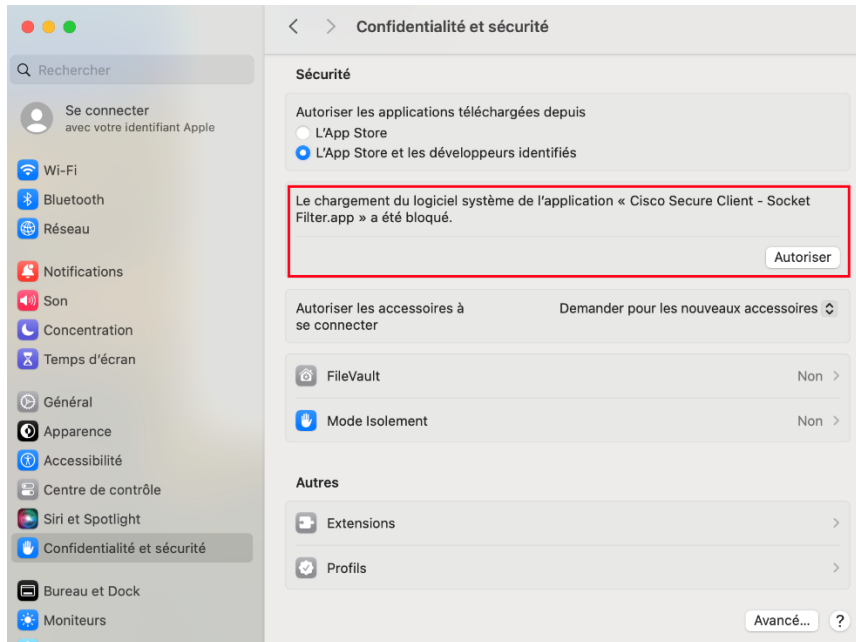 Confidentialité et sécurité
Rechercher
Se connecter
avec votre identifiant Apple
Wi-Fi
Bluetooth
Réseau
Notifications
Son
Concentration
Temps d'écran
Général
Apparence
Accessibilité
Centre de contrôle
Siri et Spotlight
Confidentialité et sécurité
Bureau et Dock
Moniteurs
Sécurité
Autoriser les applications téléchargées depuis
L'App Store
L'App Store et les développeurs identifiés
Le chargement du logiciel système de l'application « Cisco Secure Client - Socket
Filter.app » a été bloqué.
Autoriser
Autoriser les accessoires à
se connecter
Demander pour les nouveaux accessoires
FileVault
Non
Mode Isolement
Non
Autres
Extensions
Profils
Avancé...
?